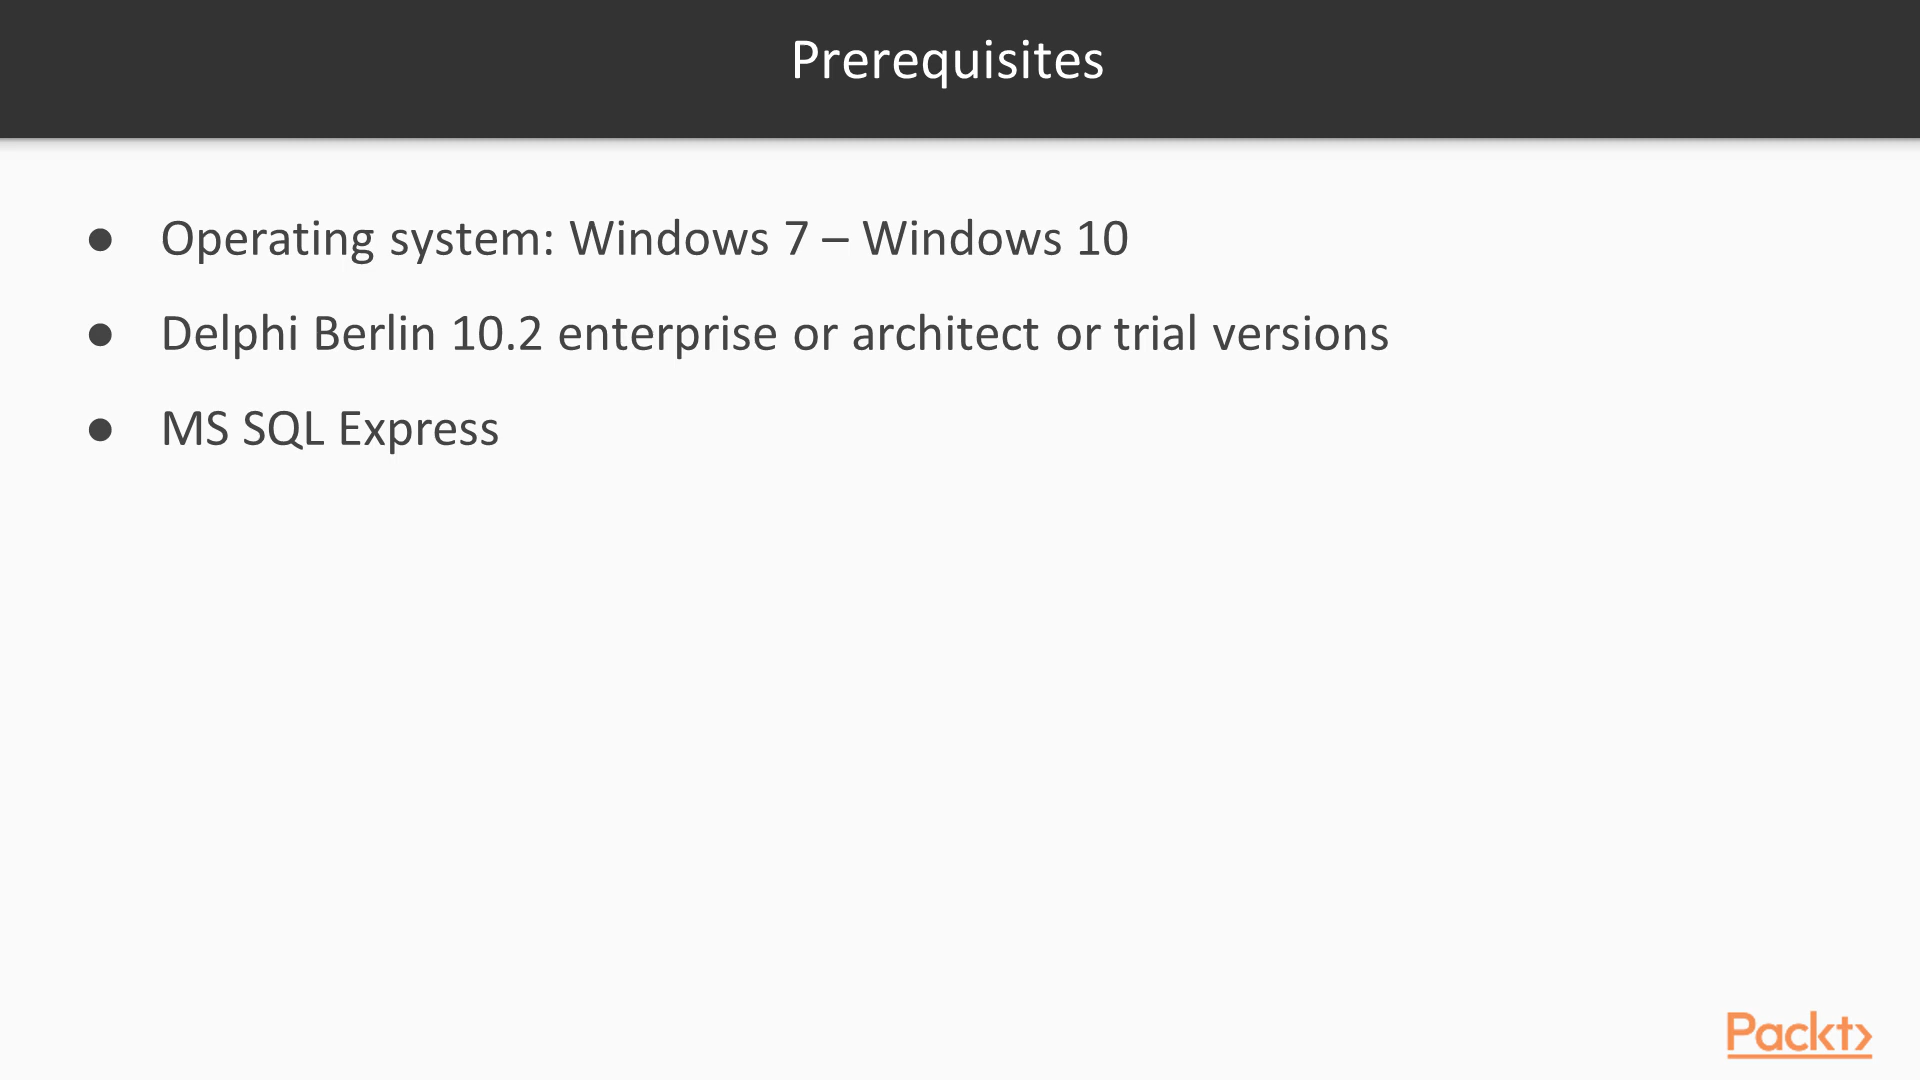 Prerequisites
● Operating system: Windows 7 – Windows 10
● Delphi Berlin 10.2 enterprise or architect or trial versions
● MS SQL Express
Packt>